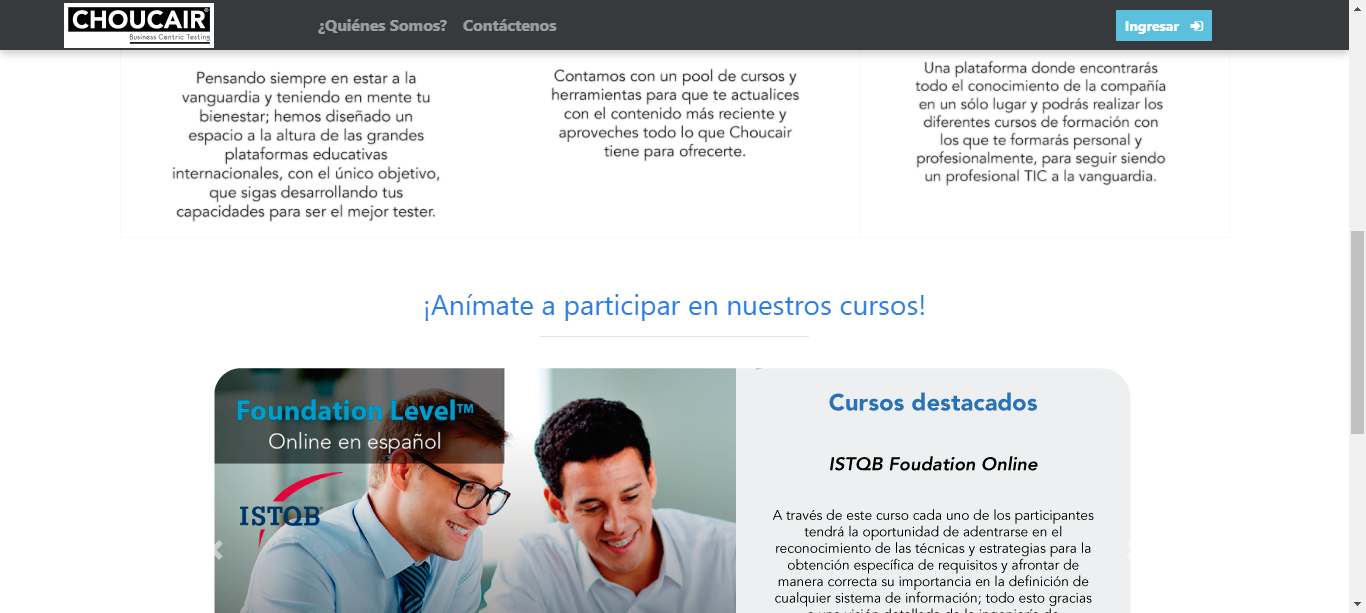 CHOUCAIR®
Business Centric Testing
¿Quiénes Somos?
Contáctenos
Ingresar
Pensando siempre en estar a la
vanguardia y teniendo en mente tu
bienestar; hemos diseñado un
espacio a la altura de las grandes
plataformas educativas
internacionales, con el único objetivo,
que sigas desarrollando tus
capacidades para ser el mejor tester.
Contamos con un pool de cursos y
herramientas para que te actualices
con el contenido más reciente y
aproveches todo lo que Choucair
tiene para ofrecerte.
Una plataforma donde encontrarás
todo el conocimiento de la compañía
en un sólo lugar y podrás realizar los
diferentes cursos de formación con
los que te formarás personal y
profesionalmente, para seguir siendo
un profesional TIC a la vanguardia.
¡Anímate a participar en nuestros cursos!
Foundation Level™
Online en español
ISTQB
Cursos destacados
ISTQB Foudation Online
A través de este curso cada uno de los participantes
tendrá la oportunidad de adentrarse en el
reconocimiento de las técnicas y estrategias para la
obtención específica de requisitos y afrontar de
manera correcta su importancia en la definición de
cualquier sistema de información; todo esto gracias